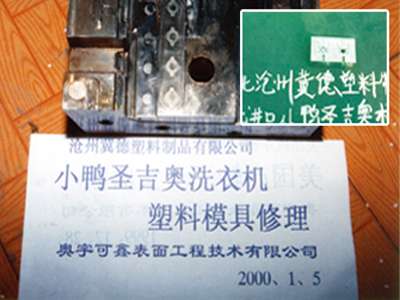 沧州冀德塑料制品有限公司
小鸭圣吉奥洗衣机
塑料模具修理
奥宇可鑫表面工程技术有限公司
2000、1、5
沧州冀德塑料
进口小鸭圣吉奥